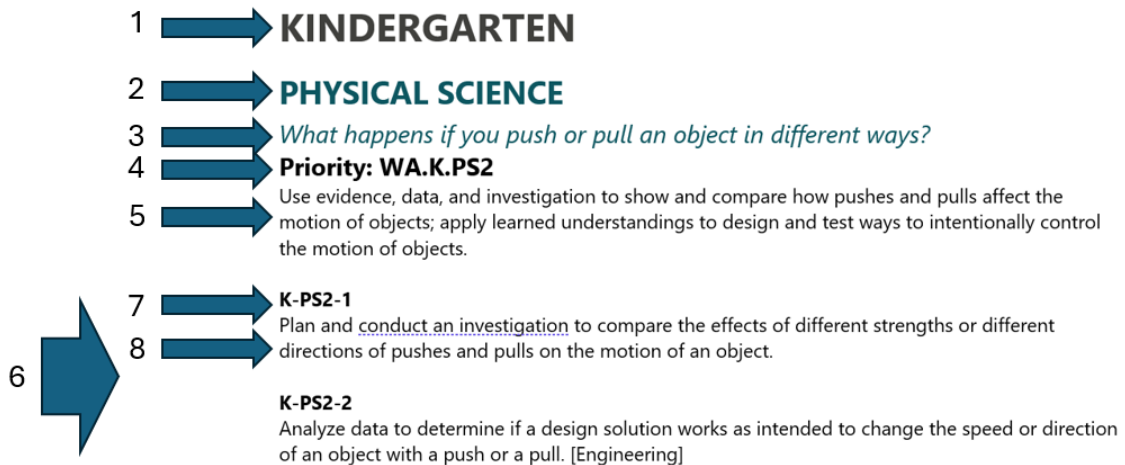 1 KINDERGARTEN
2 PHYSICAL SCIENCE
3 What happens if you push or pull an object in different ways?
4 Priority: WA.K.PS2
Use evidence, data, and investigation to show and compare how pushes and pulls affect the
5 motion of objects; apply learned understandings to design and test ways to intentionally control
the motion of objects.
7 K-PS2-1
Plan and conduct an investigation to compare the effects of different strengths or different
8 directions of pushes and pulls on the motion of an object.
6
K-PS2-2
Analyze data to determine if a design solution works as intended to change the speed or direction
of an object with a push or a pull. [Engineering]